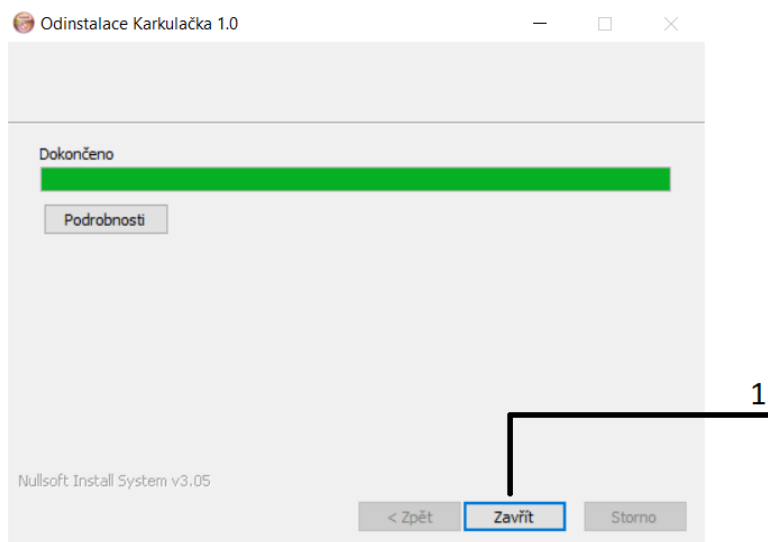 Odinstalace Karkulačka 1.0
Dokončeno
Podrobnosti
1
Nullsoft Install System v3.05
< Zpět Zavřít Storno